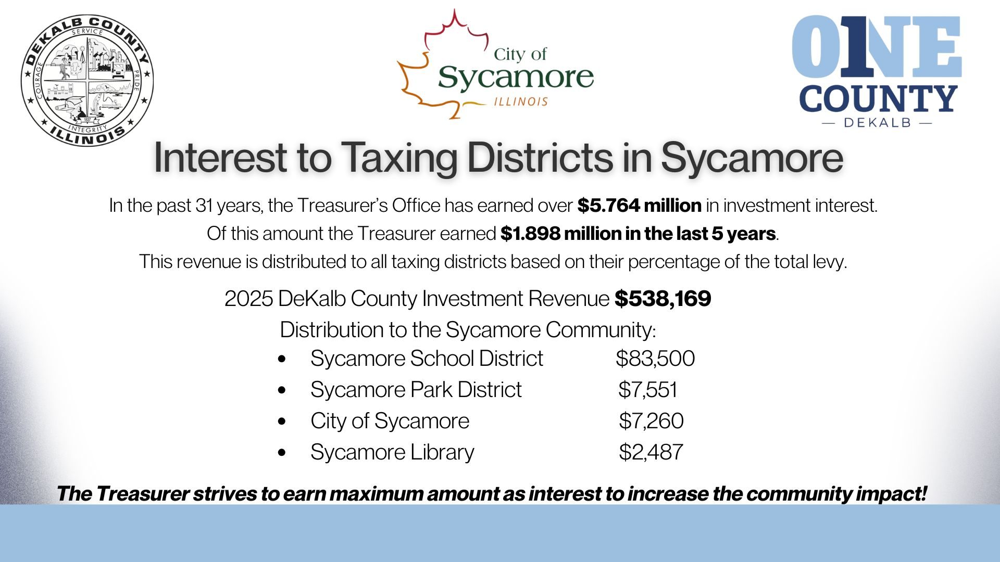 DEKALB COUNTY
SERVICE
COURAGE
PRIDE
1837
INTEGRITY
ILLINOIS
City of
Sycamore
ILLINOIS
ONE
COUNTY
— DEKALB —
Interest to Taxing Districts in Sycamore
In the past 31 years, the Treasurer’s Office has earned over $5.764 million in investment interest.
Of this amount the Treasurer earned $1.898 million in the last 5 years.
This revenue is distributed to all taxing districts based on their percentage of the total levy.
2025 DeKalb County Investment Revenue $538,169
Distribution to the Sycamore Community:
• Sycamore School District $83,500
• Sycamore Park District $7,551
• City of Sycamore $7,260
• Sycamore Library $2,487
The Treasurer strives to earn maximum amount as interest to increase the community impact!